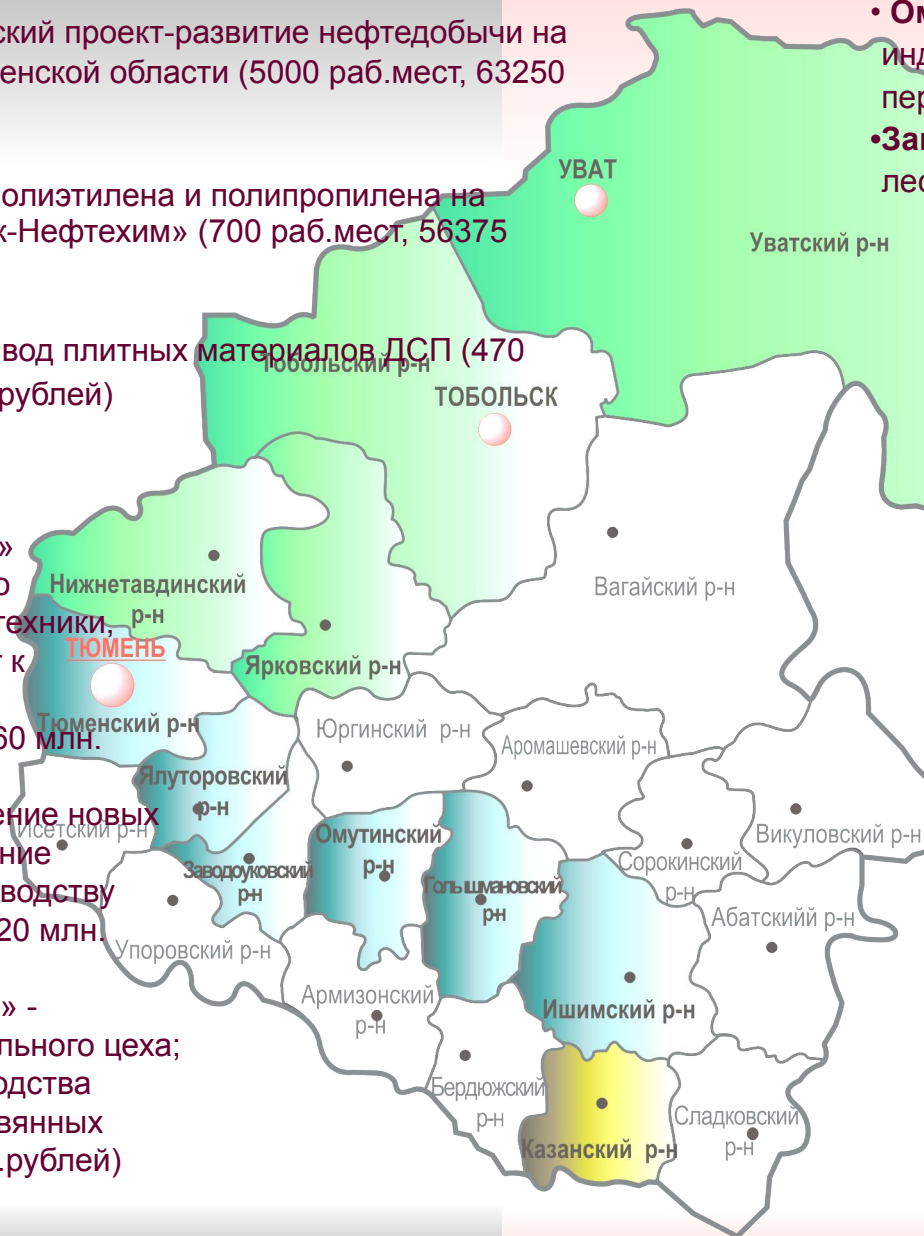 ский проект-развитие нефтедобычи на
енской области (5000 раб.мест, 63250
олиэтилена и полипропилена на
к-Нефтехим» (700 раб.мест, 56375
вод плитных материалов ДСП (470
рублей)
»
о
техники,
т к
60 млн.
ение новых
ние
водству
20 млн.
» -
льного цеха;
одства
вянных
.рублей)
• Ом
инд
пер
•Зав
лес
УВАТ
Уватский р-н
Тобольский р-н
ТОБОЛЬСК
Нижнетавдинский
р-н
Вагайский р-н
ТЮМЕНЬ
Ярковский р-н
Тюменский р-н
Юргинский р-н
Аромашевский р-н
Ялуторовский
р-н
Исетский р-н
Омутинский
р-н
Викуловский р-н
Сорокинский
р-н
Заводоуковский
р-н
Голышмановский
р-н
Абатскийй р-н
Упоровский р-н
Армизонский
р-н
Ишимский р-н
Бердюжский
р-н
Казанский р-н
Сладковский
р-н